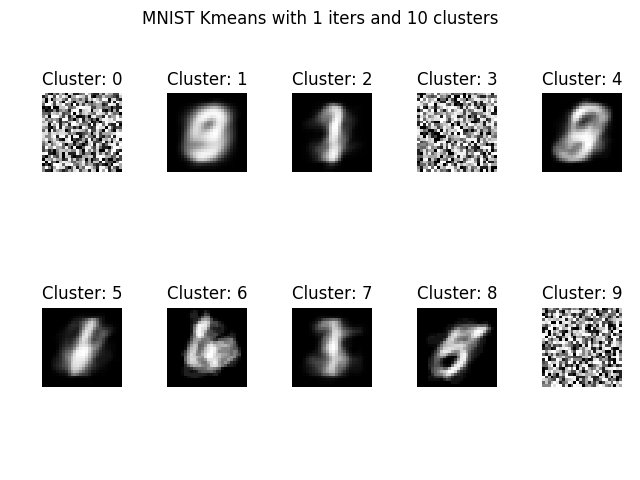 MNIST Kmeans with 1 iters and 10 clusters
Cluster: 0
Cluster: 1
Cluster: 2
Cluster: 3
Cluster: 4
Cluster: 5
Cluster: 6
Cluster: 7
Cluster: 8
Cluster: 9